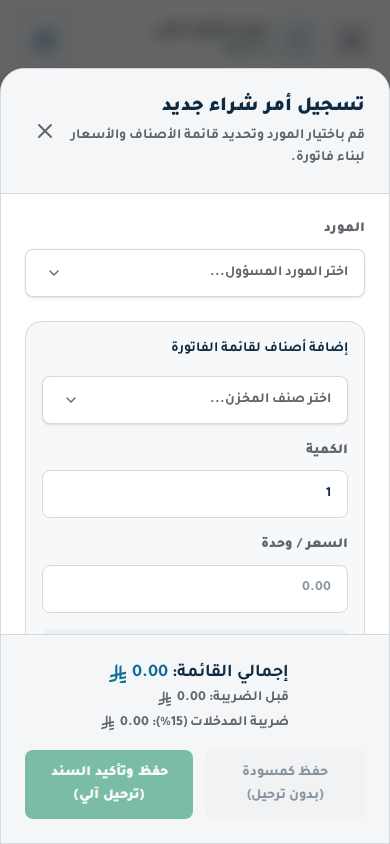 تسجيل أمر شراء جديد
قم باختيار المورد وتحديد قائمة الأصناف والأسعار
لبناء فاتورة.
المورد
اختر المورد المسؤول...
إضافة أصناف لقائمة الفاتورة
اختر صنف المخزن...
الكمية
1
السعر / وحدة
0.00
إجمالي القائمة: 0.00 ⃁
قبل الضريبة: 0.00 ⃁
ضريبة المدخلات (15%): 0.00 ⃁
حفظ كمسودة
(بدون ترحيل)
حفظ وتأكيد السند
(ترحيل آلي)